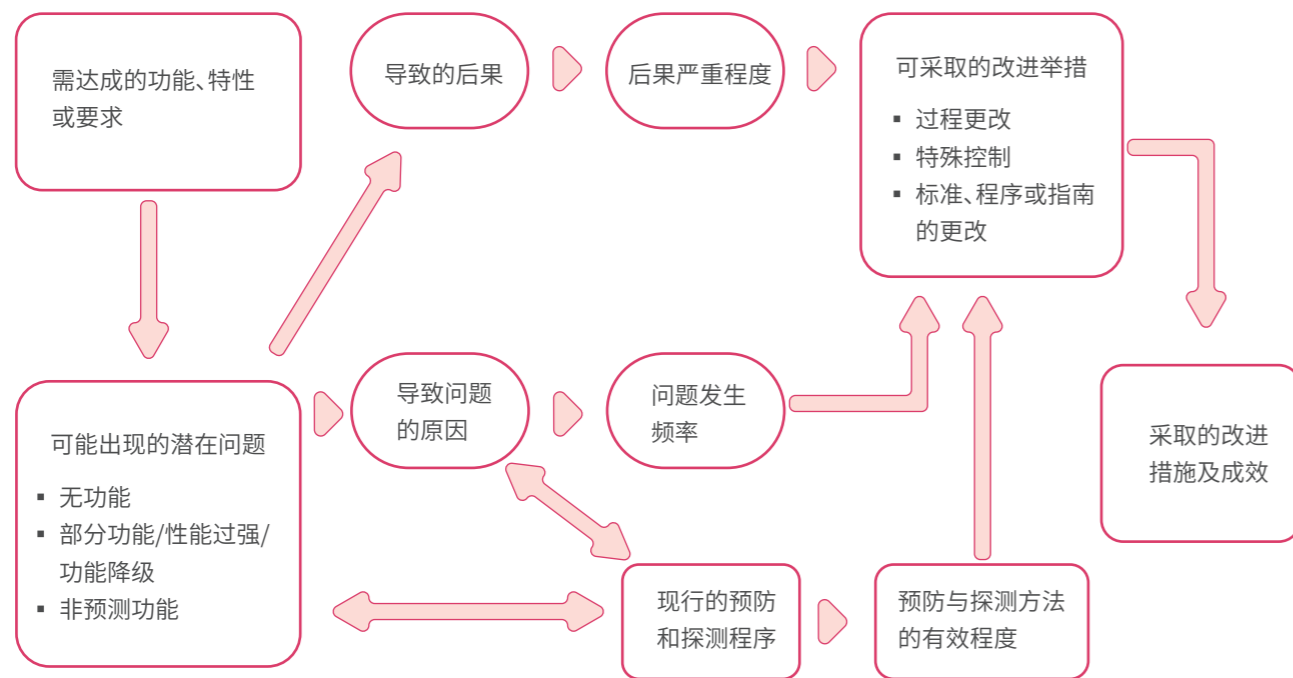 需达成的功能、特性
或要求
导致的后果
后果严重程度
可采取的改进举措
▪ 过程更改
▪ 特殊控制
▪ 标准、程序或指南
的更改
可能出现的潜在问题
▪ 无功能
▪ 部分功能/性能过强/
功能降级
▪ 非预测功能
导致问题
的原因
问题发生
频率
采取的改进
措施及成效
现行的预防
和探测程序
预防与探测方法
的有效程度